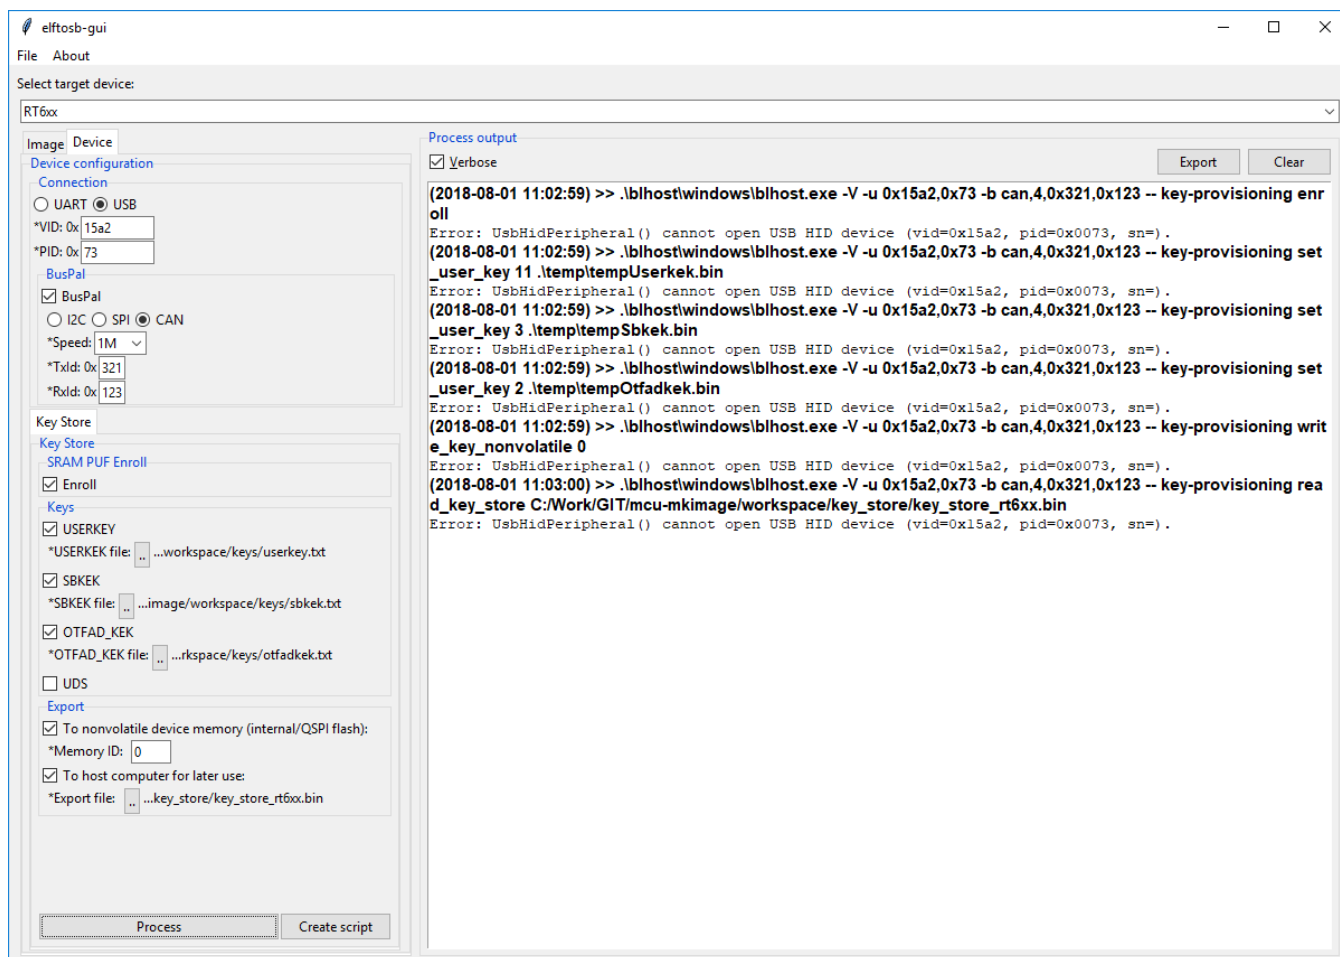 elftosb-gui
File About
Select target device:
RT6xx
Image Device
Device configuration
Connection
UART USB
*VID: 0x 15a2
*PID: 0x 73
BusPal
BusPal
I2C SPI CAN
*Speed: 1M
*TxId: 0x 321
*RxId: 0x 123
Key Store
Key Store
SRAM PUF Enroll
Enroll
Keys
USERKEY
*USERKEK file: .. ...workspace/keys/userkey.txt
SBKEK
*SBKEK file: .. ...image/workspace/keys/sbkek.txt
OTFAD_KEK
*OTFAD_KEK file: .. ...rkspace/keys/otfadkek.txt
UDS
Export
To nonvolatile device memory (internal/QSPI flash):
*Memory ID: 0
To host computer for later use:
*Export file: .. ...key_store/key_store_rt6xx.bin
Process Create script
Process output
Verbose Export Clear
(2018-08-01 11:02:59) >> .\blhost\windows\blhost.exe -V -u 0x15a2,0x73 -b can,4,0x321,0x123 -- key-provisioning enr
oll
Error: UsbHidPeripheral() cannot open USB HID device (vid=0x15a2, pid=0x0073, sn=).
(2018-08-01 11:02:59) >> .\blhost\windows\blhost.exe -V -u 0x15a2,0x73 -b can,4,0x321,0x123 -- key-provisioning set
_user_key 11 .\temp\tempUserkek.bin
Error: UsbHidPeripheral() cannot open USB HID device (vid=0x15a2, pid=0x0073, sn=).
(2018-08-01 11:02:59) >> .\blhost\windows\blhost.exe -V -u 0x15a2,0x73 -b can,4,0x321,0x123 -- key-provisioning set
_user_key 3 .\temp\tempSbkek.bin
Error: UsbHidPeripheral() cannot open USB HID device (vid=0x15a2, pid=0x0073, sn=).
(2018-08-01 11:02:59) >> .\blhost\windows\blhost.exe -V -u 0x15a2,0x73 -b can,4,0x321,0x123 -- key-provisioning set
_user_key 2 .\temp\tempOtfadkek.bin
Error: UsbHidPeripheral() cannot open USB HID device (vid=0x15a2, pid=0x0073, sn=).
(2018-08-01 11:02:59) >> .\blhost\windows\blhost.exe -V -u 0x15a2,0x73 -b can,4,0x321,0x123 -- key-provisioning writ
e_key_nonvolatile 0
Error: UsbHidPeripheral() cannot open USB HID device (vid=0x15a2, pid=0x0073, sn=).
(2018-08-01 11:03:00) >> .\blhost\windows\blhost.exe -V -u 0x15a2,0x73 -b can,4,0x321,0x123 -- key-provisioning rea
d_key_store C:/Work/GIT/mcu-mkimage/workspace/key_store/key_store_rt6xx.bin
Error: UsbHidPeripheral() cannot open USB HID device (vid=0x15a2, pid=0x0073, sn=).